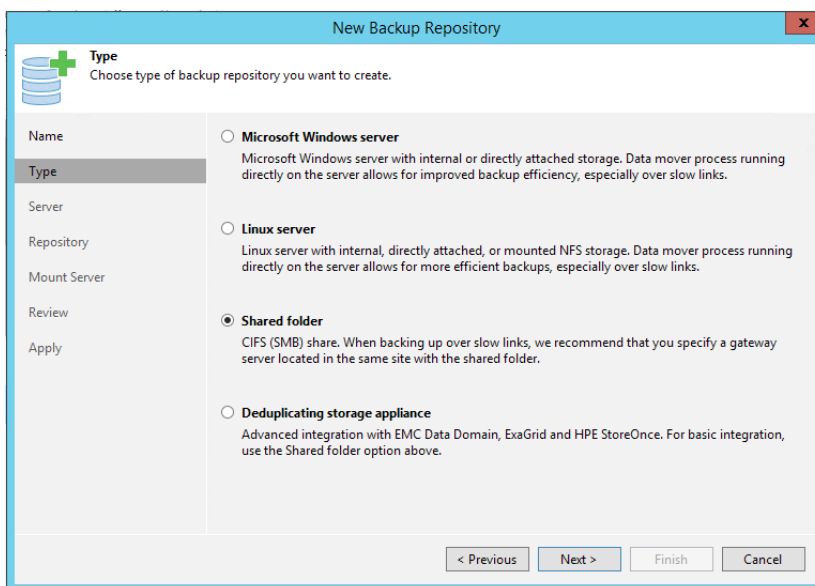 New Backup Repository
x
Type
Choose type of backup repository you want to create.
Name
Type
Server
Repository
Mount Server
Review
Apply
Microsoft Windows server
Microsoft Windows server with internal or directly attached storage. Data mover process running
directly on the server allows for improved backup efficiency, especially over slow links.
Linux server
Linux server with internal, directly attached, or mounted NFS storage. Data mover process running
directly on the server allows for more efficient backups, especially over slow links.
Shared folder
CIFS (SMB) share. When backing up over slow links, we recommend that you specify a gateway
server located in the same site with the shared folder.
Deduplicating storage appliance
Advanced integration with EMC Data Domain, ExaGrid and HPE StoreOnce. For basic integration,
use the Shared folder option above.
< Previous
Next >
Finish
Cancel